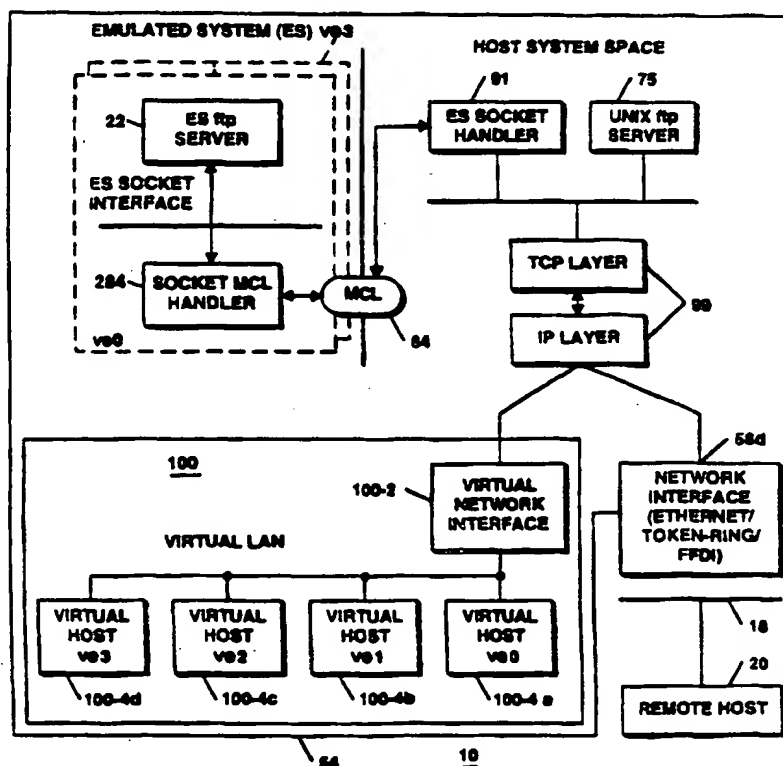 EMULATED SYSTEM (ES) ve3
HOST SYSTEM SPACE
22
ES ftp
SERVER
ES SOCKET
INTERFACE
284
SOCKET MCL
HANDLER
ve0
MCL
64
91
ES SOCKET
HANDLER
75
UNIX ftp
SERVER
TCP LAYER
IP LAYER
99
100
VIRTUAL LAN
100-2
VIRTUAL
NETWORK
INTERFACE
58d
NETWORK
INTERFACE
(ETHERNET/
TOKEN-RING/
FFDI)
VIRTUAL
HOST
ve3
VIRTUAL
HOST
ve2
VIRTUAL
HOST
ve1
VIRTUAL
HOST
ve0
100-4d
100-4c
100-4b
100-4 a
18
20
REMOTE HOST
54
10